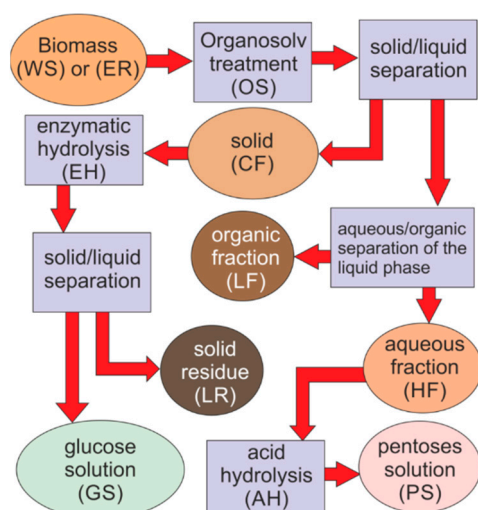 Biomass
(WS) or (ER)
Organosolv
treatment
(OS)
solid/liquid
separation
enzymatic
hydrolysis
(EH)
solid
(CF)
organic
fraction
(LF)
aqueous/organic
separation of the
liquid phase
solid/liquid
separation
solid
residue
(LR)
aqueous
fraction
(HF)
glucose
solution
(GS)
acid
hydrolysis
(AH)
pentoses
solution
(PS)